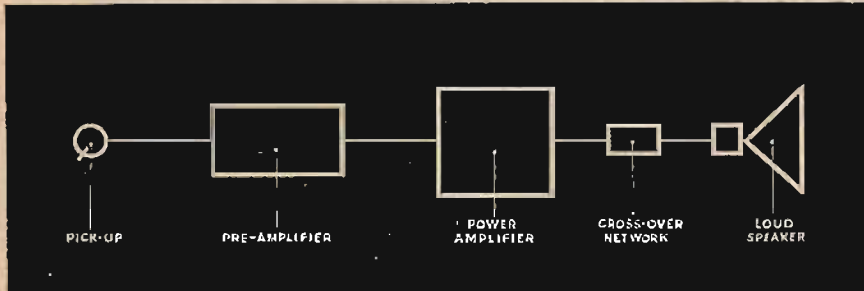 PICK-UP
PRE-AMPLIFIER
POWER
AMPLIFIER
CROSS-OVER
NETWORK
LOUD
SPEAKER